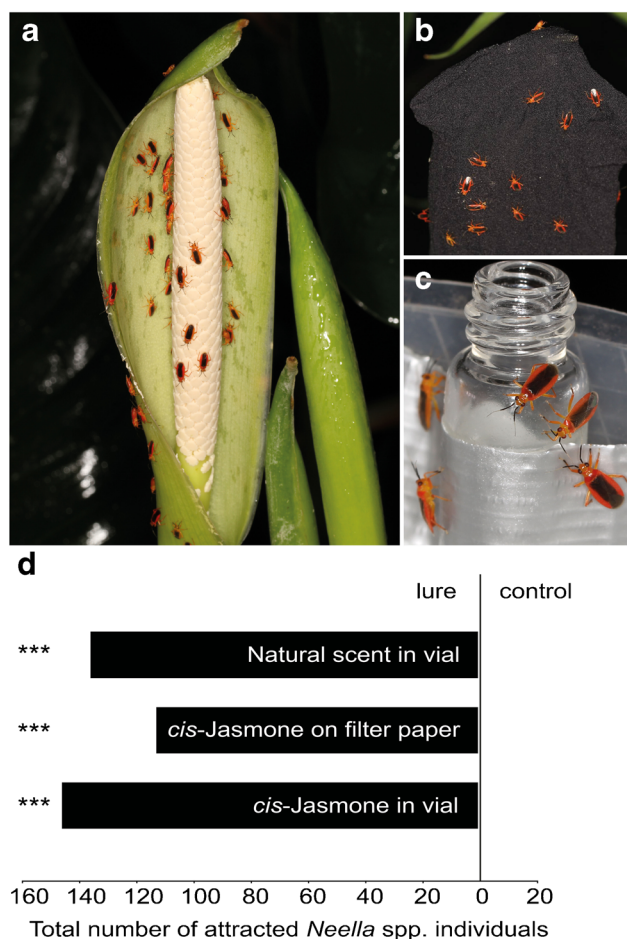 a
b
c
d
lure control
*** Natural scent in vial
*** cis-Jasmone on filter paper
*** cis-Jasmone in vial
160 140 120 100 80 60 40 20 0 20
Total number of attracted Neella spp. individuals